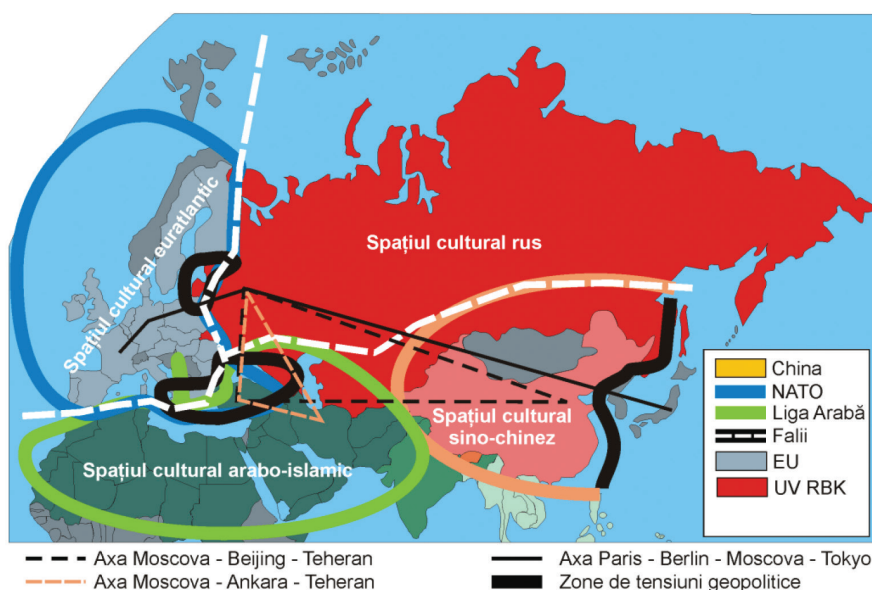 Spațiul cultural euratlantic
Spațiul cultural rus
Spațiul cultural
sino-chinez
Spațiul cultural arabo-islamic
China
NATO
Liga Arabă
Falii
EU
UV RBK
Axa Moscova - Beijing - Teheran
Axa Moscova - Ankara - Teheran
Axa Paris - Berlin - Moscova - Tokyo
Zone de tensiuni geopolitice